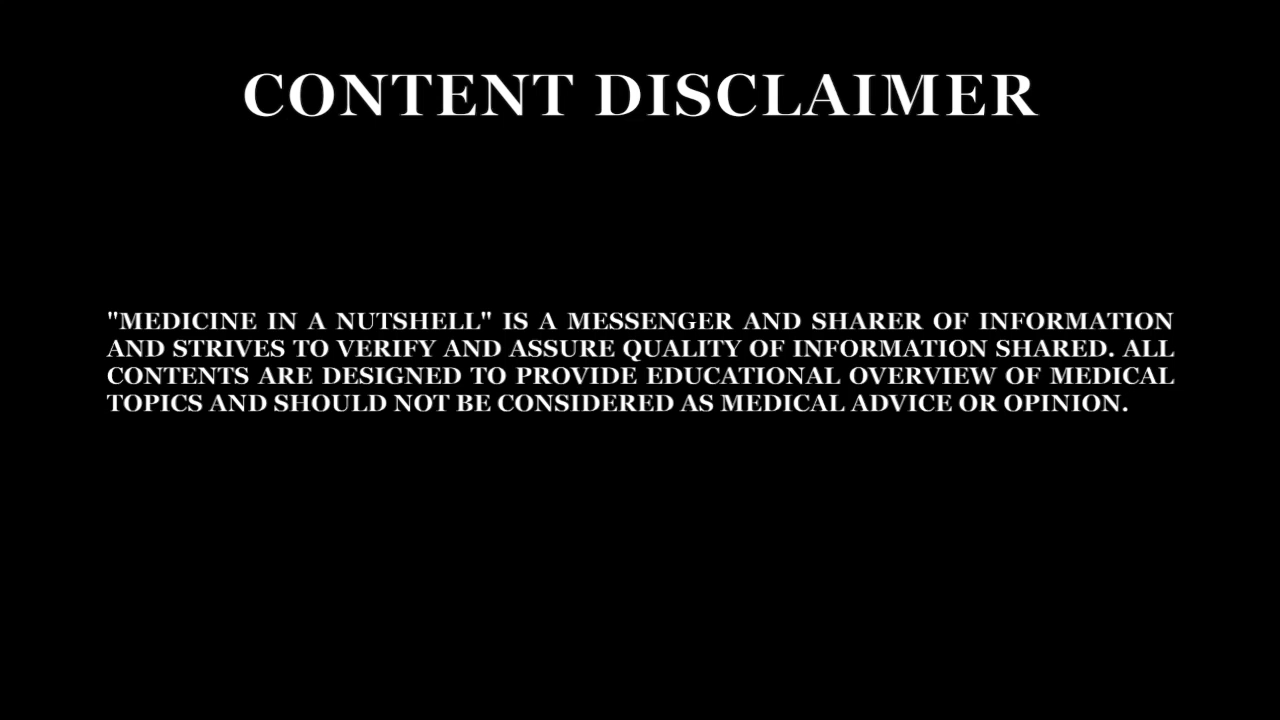 CONTENT DISCLAIMER
"MEDICINE IN A NUTSHELL" IS A MESSENGER AND SHARER OF INFORMATION
AND STRIVES TO VERIFY AND ASSURE QUALITY OF INFORMATION SHARED. ALL
CONTENTS ARE DESIGNED TO PROVIDE EDUCATIONAL OVERVIEW OF MEDICAL
TOPICS AND SHOULD NOT BE CONSIDERED AS MEDICAL ADVICE OR OPINION.